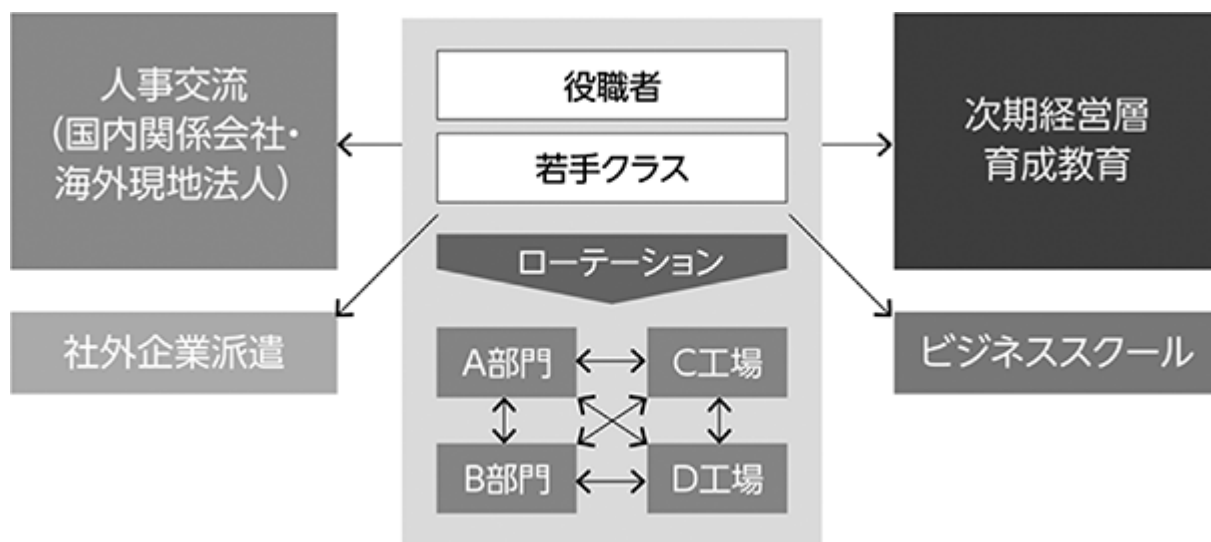 人事交流
（国内関係会社・
海外現地法人）
社外企業派遣
役職者
若手クラス
ローテーション
A部門
C工場
B部門
D工場
次期経営層
育成教育
ビジネススクール